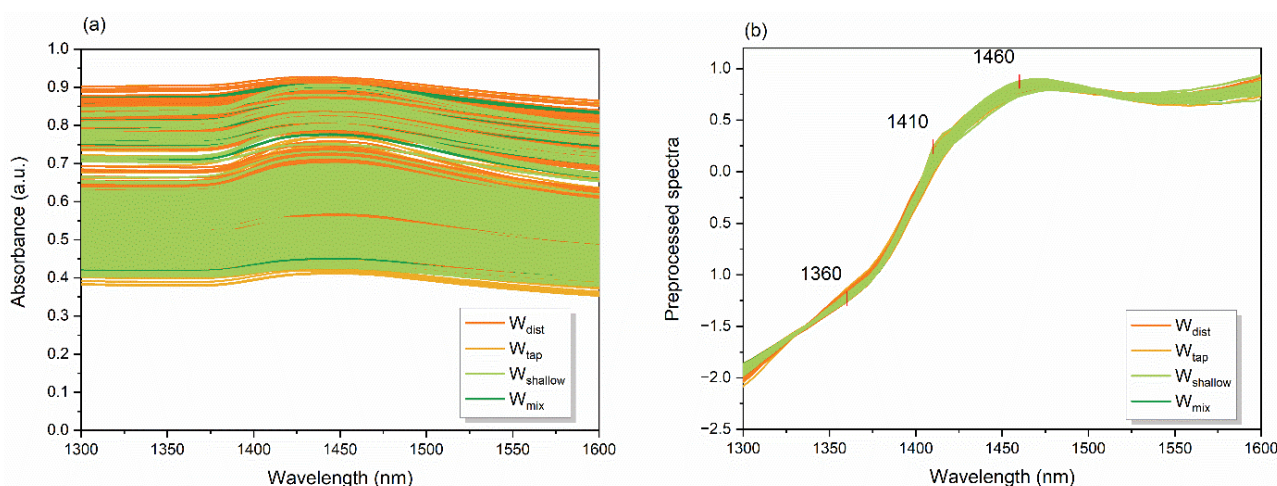 (a)
1.0
0.9
0.8
0.7
0.6
0.5
0.4
0.3
0.2
0.1
0.0
Absorbance (a.u.)
1300 1350 1400 1450 1500 1550 1600
Wavelength (nm)
Wdist
Wtap
Wshallow
Wmix
(b)
1.0
0.5
0.0
0.5
1.0
−1.5
−2.0
−2.5
Preprocessed spectra
1360
1410
1460
1300 1350 1400 1450 1500 1550 1600
Wavelength (nm)
Wdist
Wtap
Wshallow
Wmix